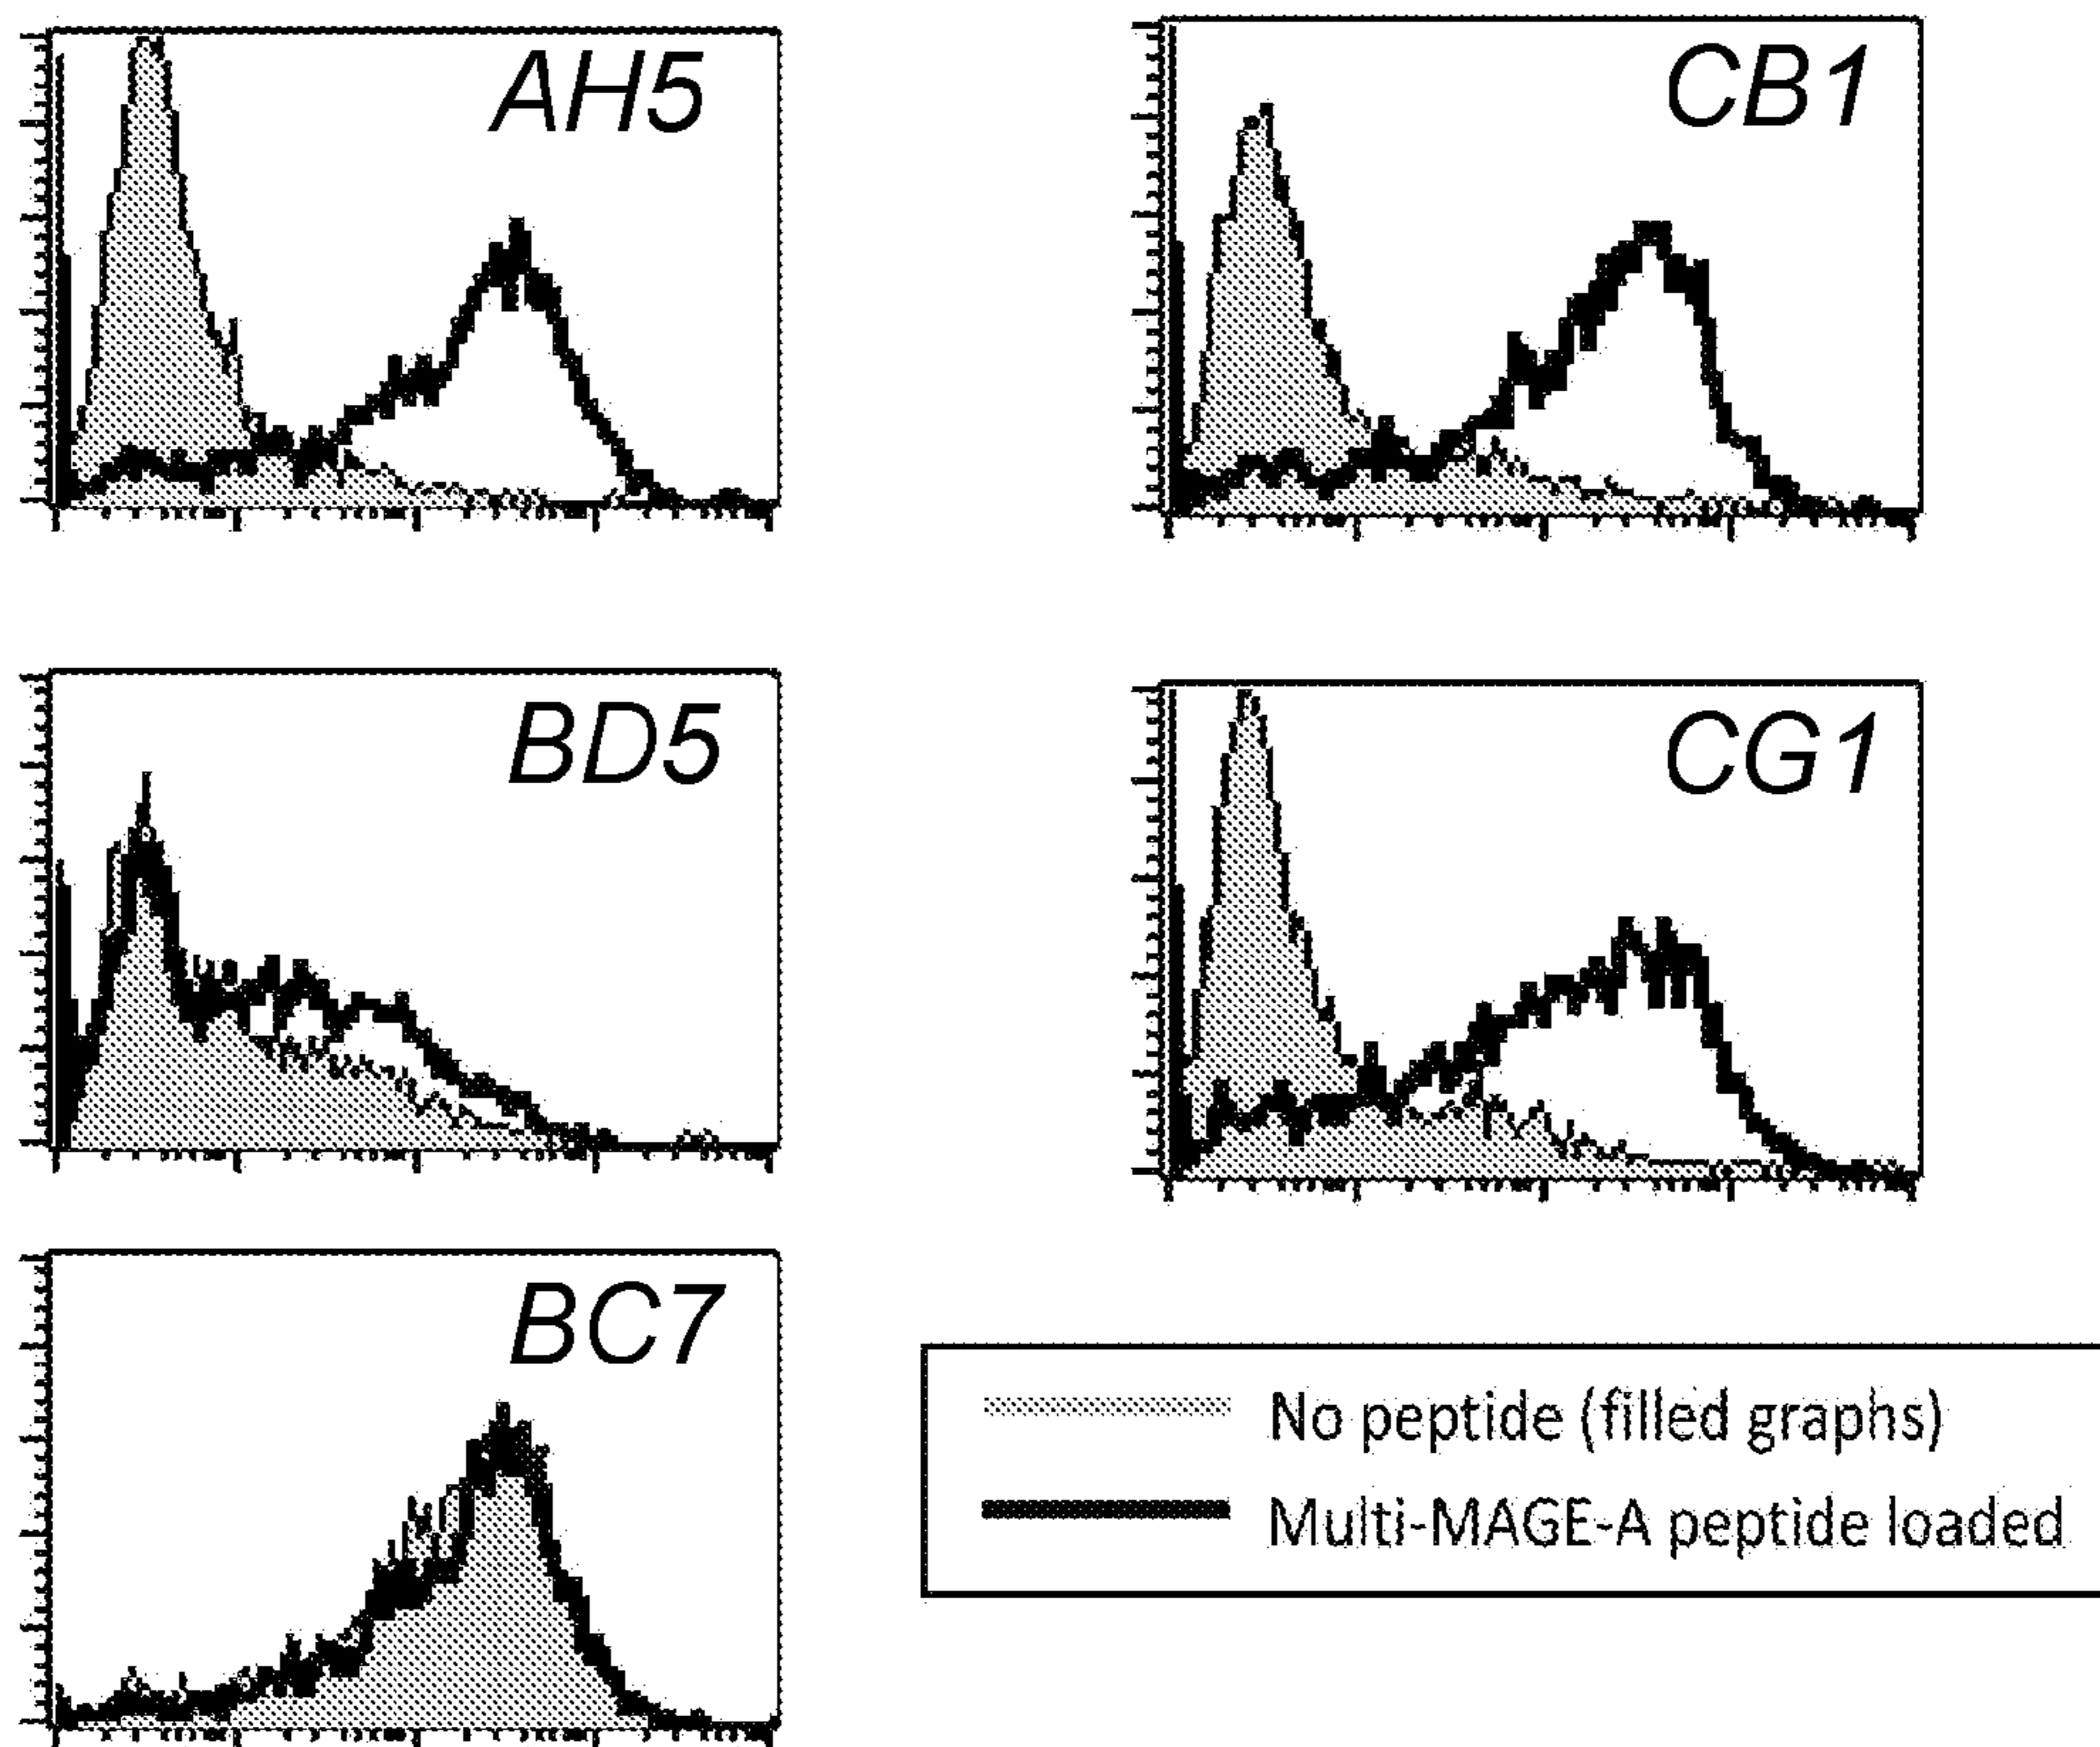 AH5
CB1
BD5
CG1
BC7
No peptide (filled graphs)
Multi-MAGE-A peptide loaded